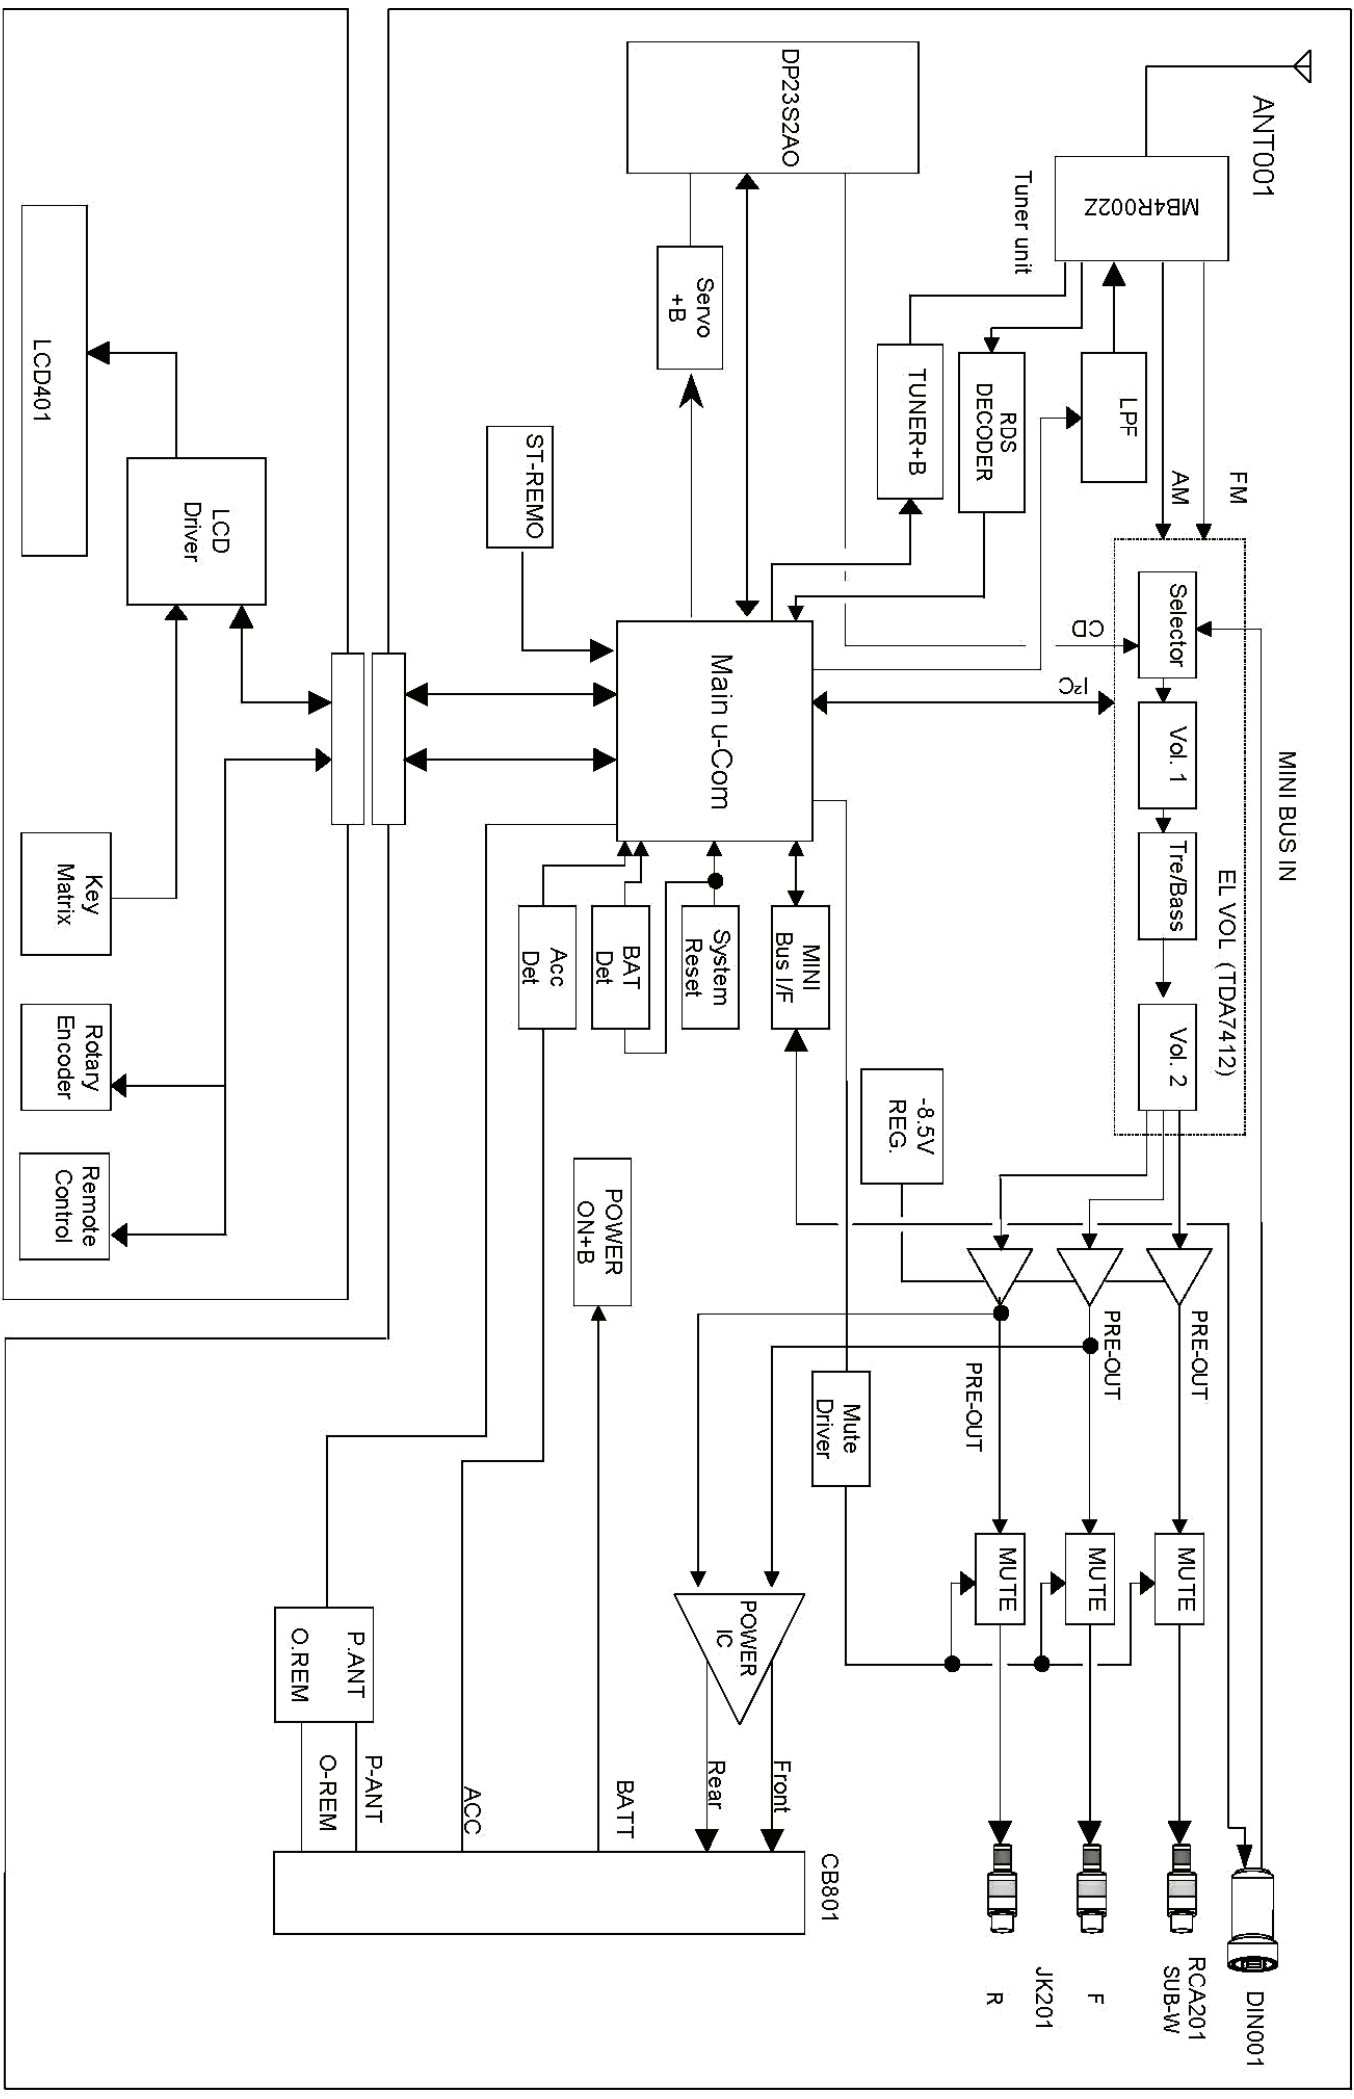 ANT001
MB4R002Z
Tuner unit
DP23S2AO
Servo
+B
TUNER+B
RDS
DECODER
LPF
FM
AM
ST-REMO
LCD401
LCD
Driver
Selector
Vol. 1
Tre/Bass
Vol. 2
EL VOL (TDA7412)
MINI BUS IN
CD
I²C
Main u-Com
Key
Matrix
Rotary
Encoder
Remote
Control
Acc
Det
BAT
Det
System
Reset
MINI
Bus I/F
-8.5V
REG.
POWER
ON+B
Mute
Driver
PRE-OUT
PRE-OUT
PRE-OUT
MUTE
MUTE
MUTE
POWER
IC
P.ANT
O.REM
P-ANT
O-REM
ACC
BATT
Rear
Front
CB801
DIN001
RCA201
SUB-W
F
JK201
R